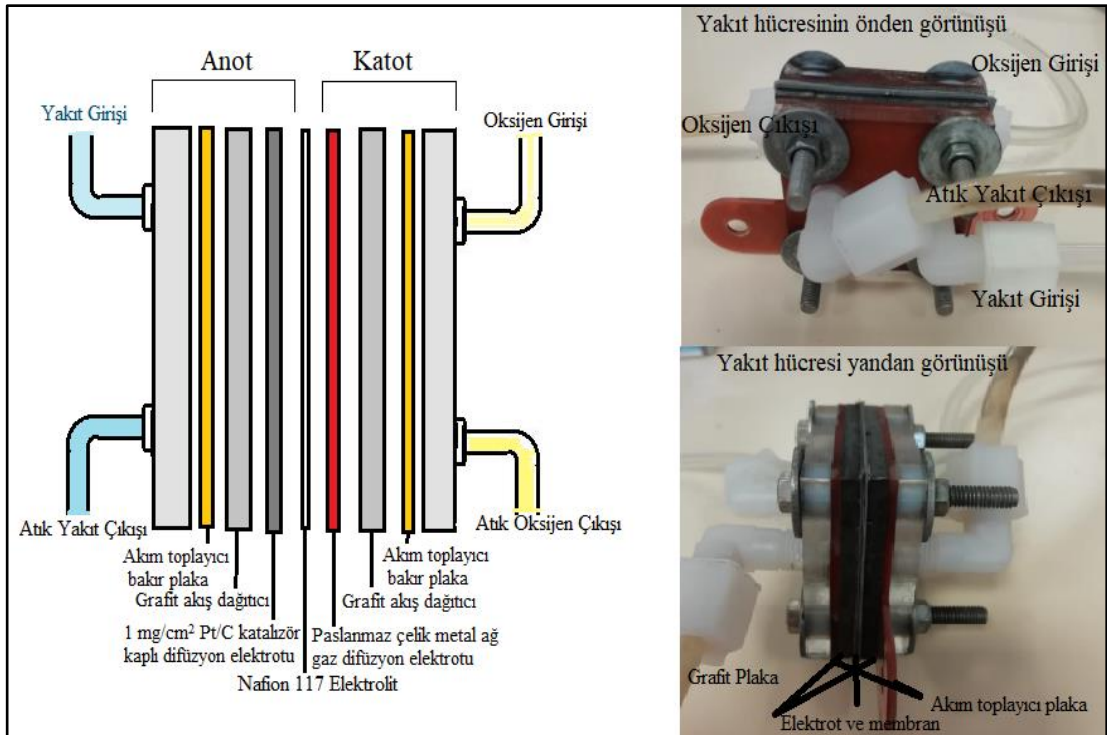 Anot
Katot
Yakıt Girişi
Oksijen Girişi
Atık Yakıt Çıkışı
Atık Oksijen Çıkışı
Akım toplayıcı
bakır plaka
Grafit akış dağıtıcı
1 mg/cm² Pt/C katalızör
kaplı difüzyon elektrotu
Nafion 117 Elektrolit
Paslanmaz çelik metal ağ
gaz difüzyon elektrotu
Grafit akış dağıtıcı
Akım toplayıcı
bakır plaka
Yakıt hücresinin önden görünüşü
Oksijen Girişi
Oksijen Çıkışı
Atık Yakıt Çıkışı
Yakıt Girişi
Yakıt hücresi yandan görünüşü
Grafit Plaka
Elektrot ve membran
Akım toplayıcı plaka